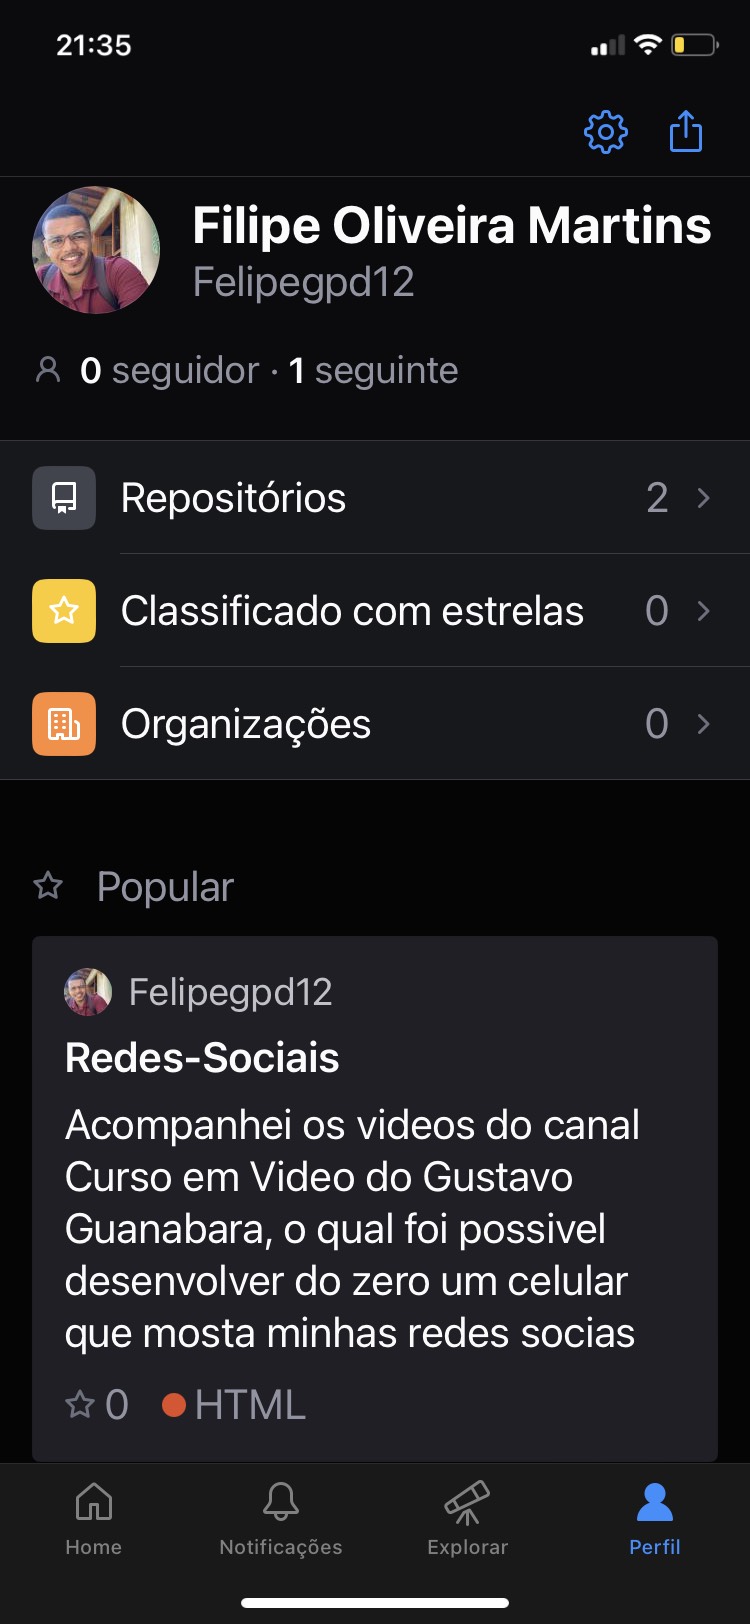 21:35
Filipe Oliveira Martins
Felipegpd12
0 seguidor · 1 seguinte
Repositórios 2
Classificado com estrelas 0
Organizações 0
Popular
Felipegpd12
Redes-Sociais
Acompanhei os videos do canal
Curso em Video do Gustavo
Guanabara, o qual foi possivel
desenvolver do zero um celular
que mosta minhas redes socias
0 HTML
Home Notificações Explorar Perfil